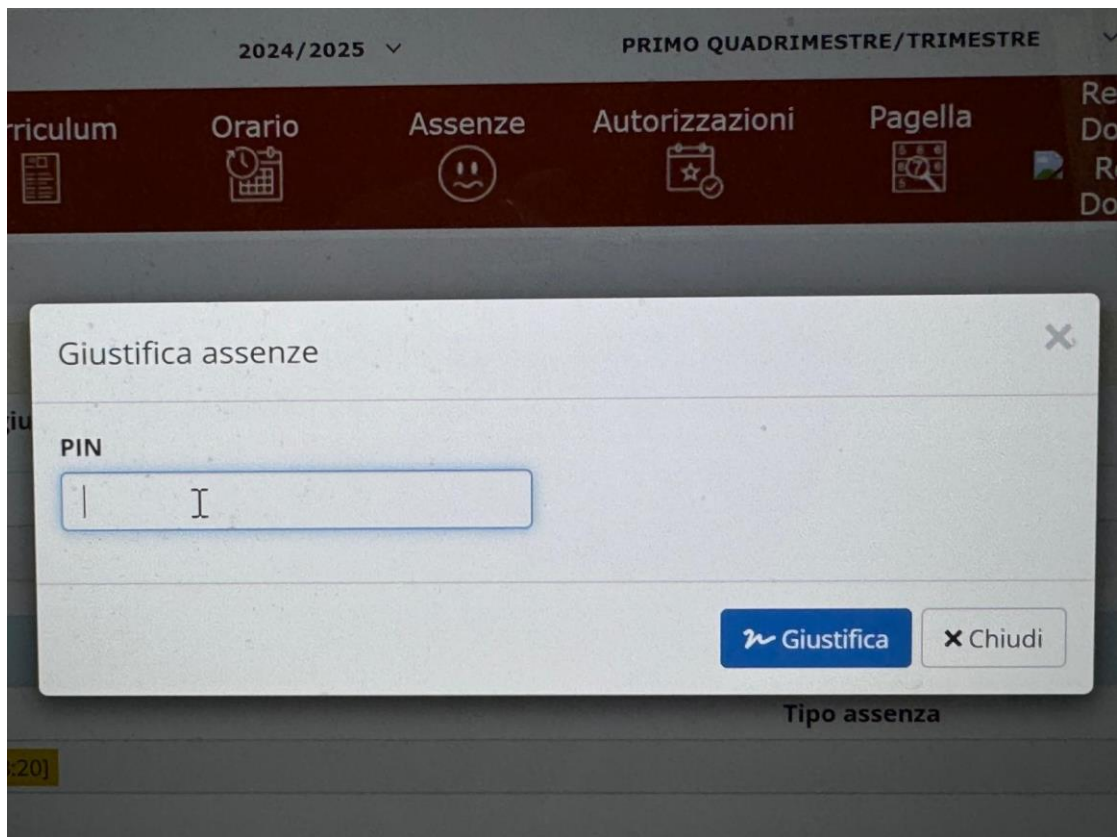 2024/2025 PRIMO QUADRIMESTRE/TRIMESTRE
rriculum Orario Assenze Autorizzazioni Pagella Re
Do
R
Do
Giustifica assenze
giu
PIN
Giustifica Chiudi
Tipo assenza
:20]